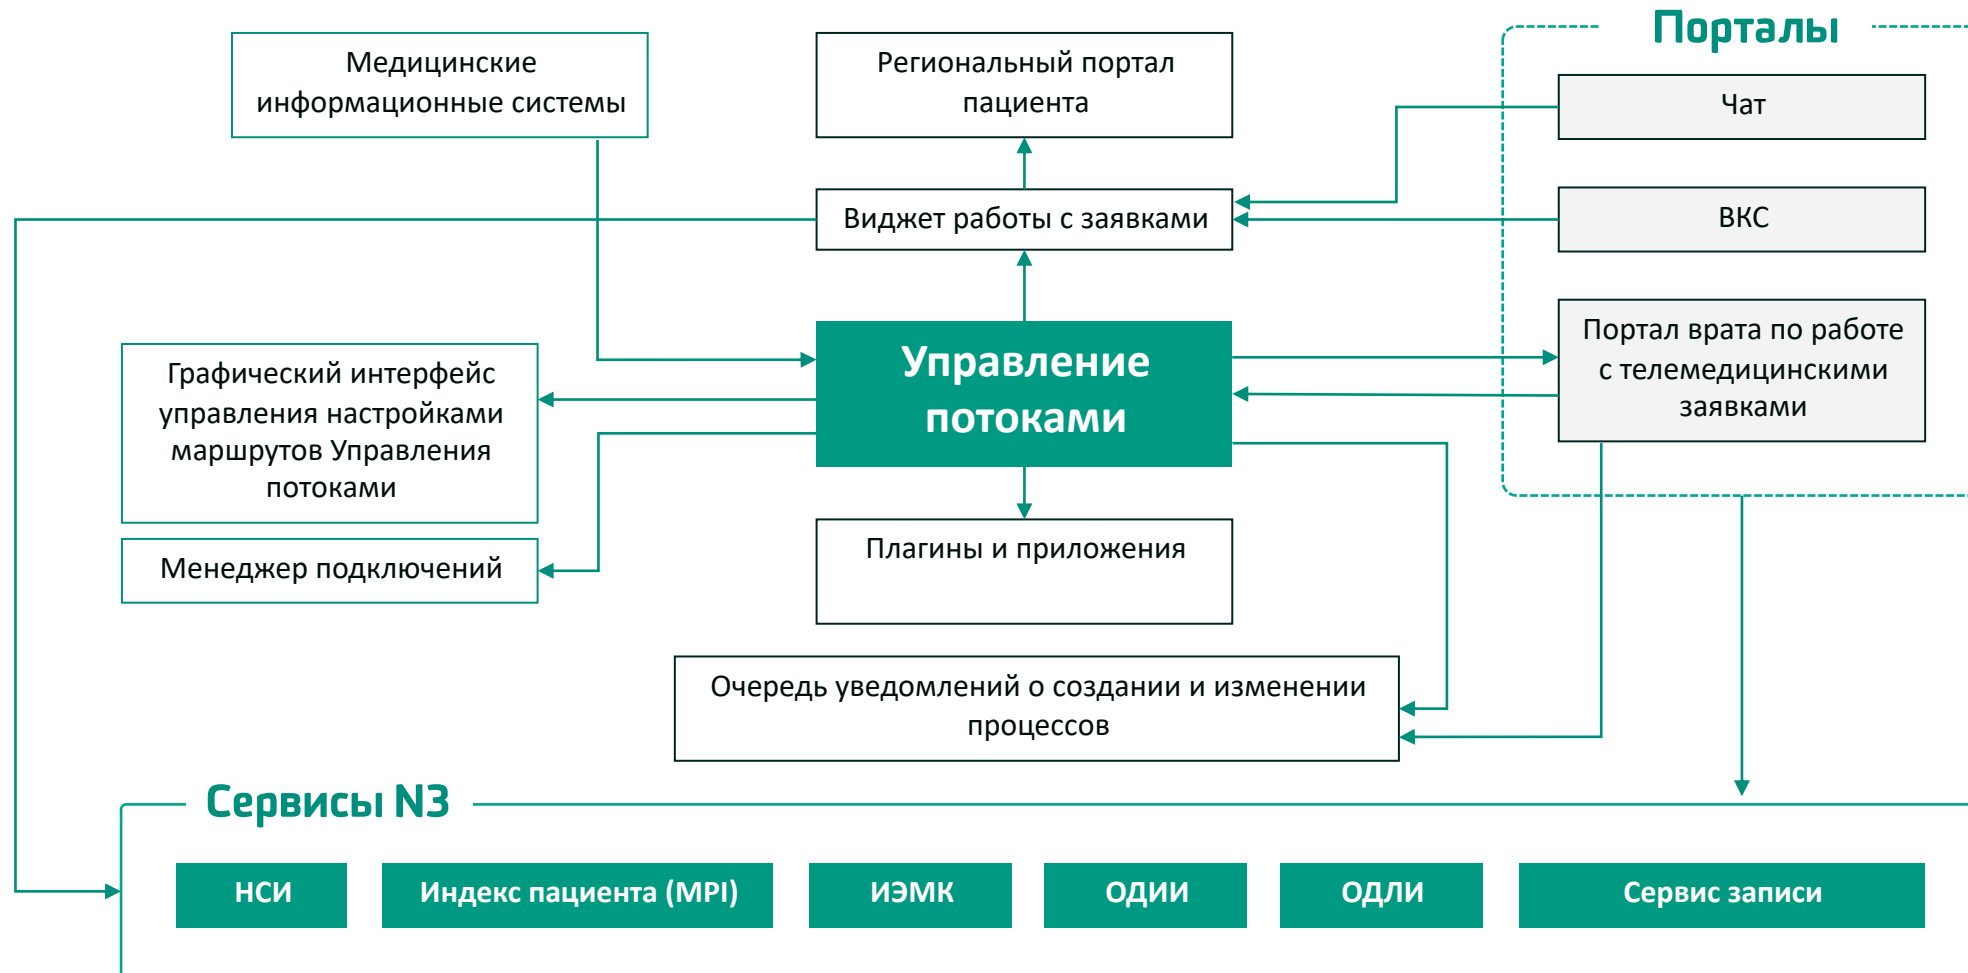 Порталы
Медицинские
информационные системы
Региональный портал
пациента
Чат
Виджет работы с заявками
ВКС
Управление
потоками
Портал врата по работе
с телемедицинскими
заявками
Графический интерфейс
управления настройками
маршрутов Управления
потоками
Менеджер подключений
Плагины и приложения
Очередь уведомлений о создании и изменении
процессов
Сервисы N3
НСИ
Индекс пациента (MPI)
ИЭМК
ОДИИ
ОДЛИ
Сервис записи